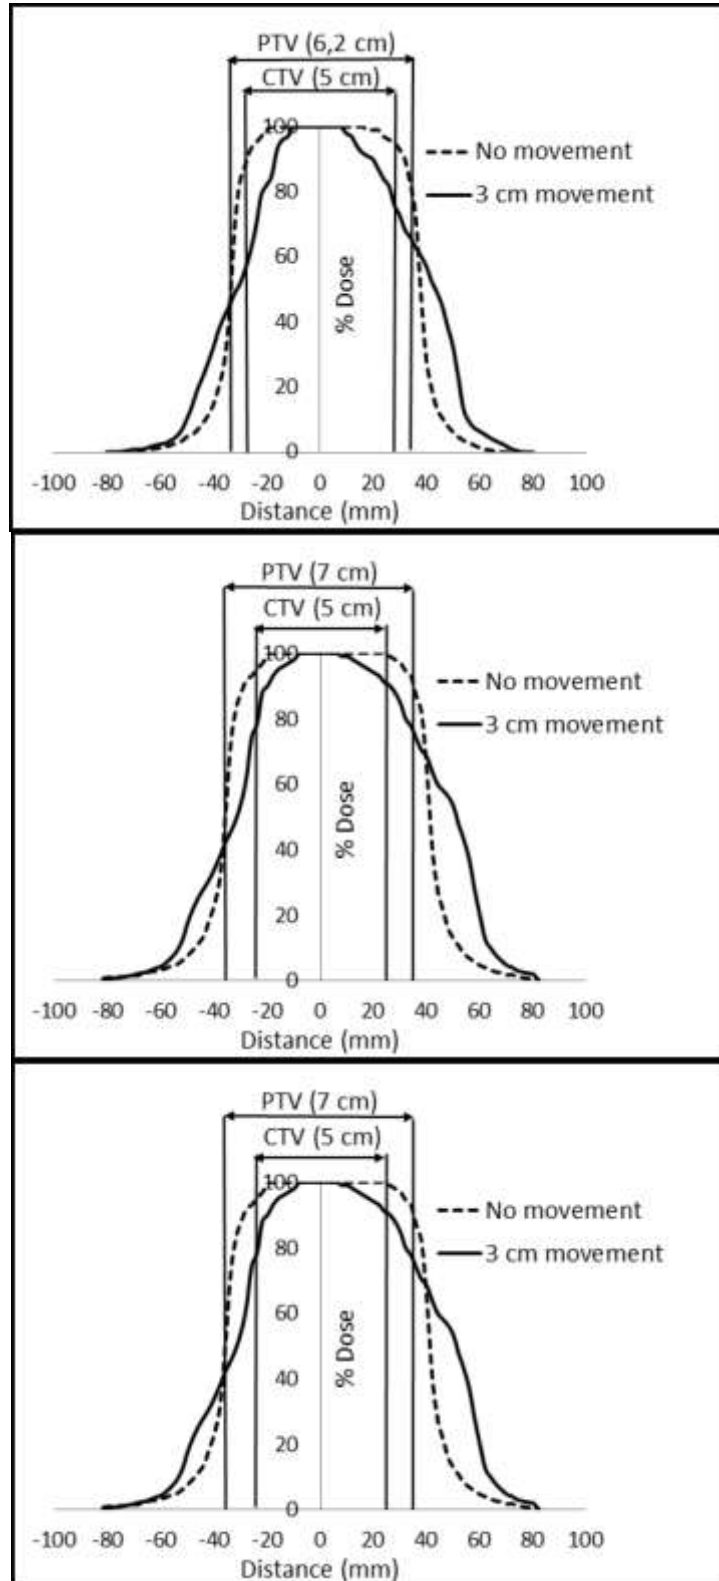 PTV (6,2 cm)
CTV (5 cm)
100
No movement
80
3 cm movement
60
% Dose
40
20
0
-100 -80 -60 -40 -20 0 20 40 60 80 100
Distance (mm)
PTV (7 cm)
CTV (5 cm)
100
No movement
80
3 cm movement
60
% Dose
40
20
0
-100 -80 -60 -40 -20 0 20 40 60 80 100
Distance (mm)
PTV (7 cm)
CTV (5 cm)
100
No movement
80
3 cm movement
60
% Dose
40
20
0
-100 -80 -60 -40 -20 0 20 40 60 80 100
Distance (mm)